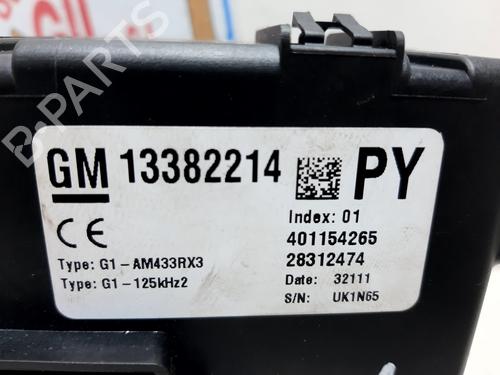 GM 13382214 PY
Index: 01
CE 401154265
Type: G1-AM433RX3 28312474
Type: G1-125kHz2 Date: 32111
S/N: UK1N65
B-PARTS